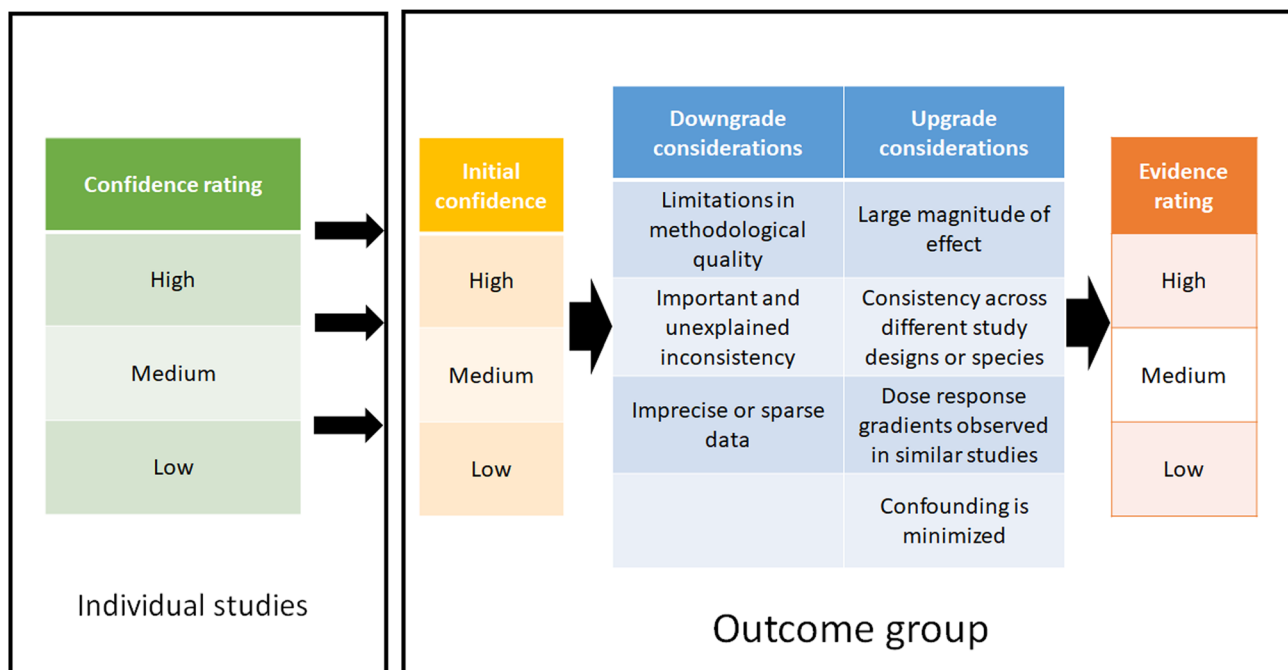 Confidence rating
High
Medium
Low
Individual studies
Initial
confidence
High
Medium
Low
Downgrade
considerations
Limitations in
methodological
quality
Important and
unexplained
inconsistency
Imprecise or sparse
data
Upgrade
considerations
Large magnitude of
effect
Consistency across
different study
designs or species
Dose response
gradients observed
in similar studies
Confounding is
minimized
Evidence
rating
High
Medium
Low
Outcome group